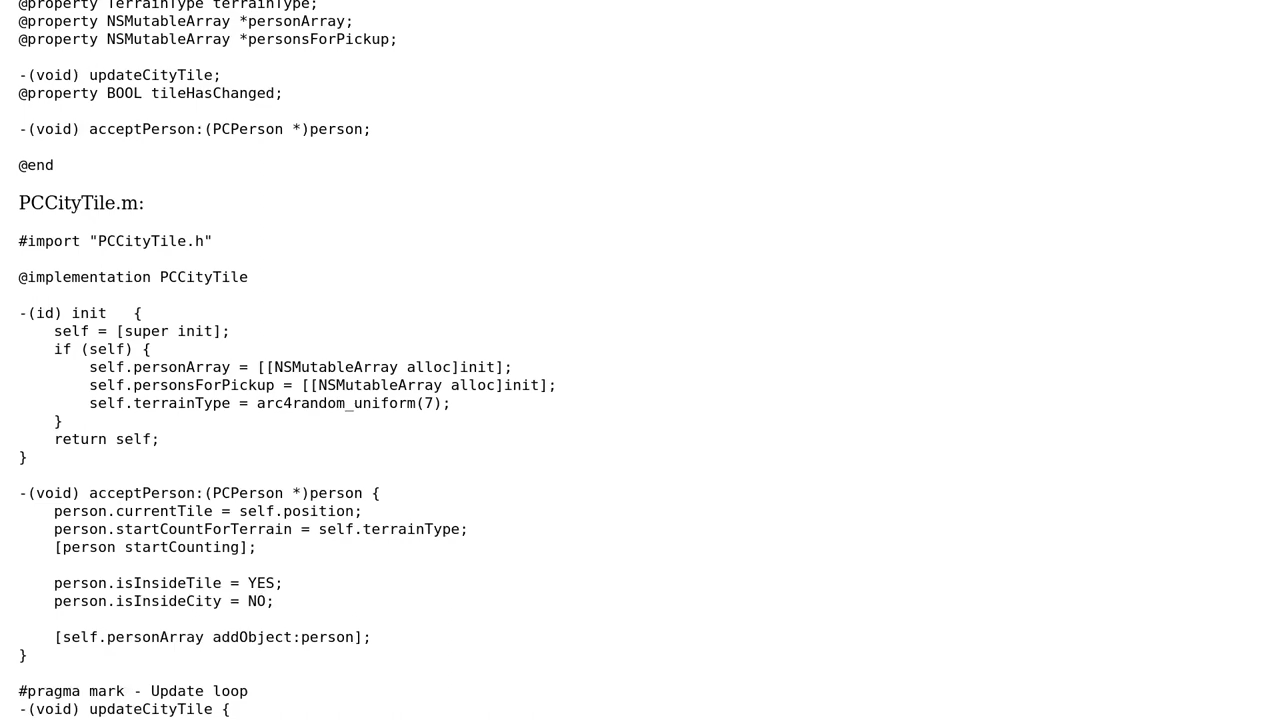 @property TerrainType terrainType;
@property NSMutableArray *personArray;
@property NSMutableArray *personsForPickup;

-(void) updateCityTile;
@property BOOL tileHasChanged;

-(void) acceptPerson:(PCPerson *)person;

@end

PCCityTile.m:

#import "PCCityTile.h"

@implementation PCCityTile

-(id) init   {
    self = [super init];
    if (self) {
        self.personArray = [[NSMutableArray alloc]init];
        self.personsForPickup = [[NSMutableArray alloc]init];
        self.terrainType = arc4random_uniform(7);
    }
    return self;
}

-(void) acceptPerson:(PCPerson *)person {
    person.currentTile = self.position;
    person.startCountForTerrain = self.terrainType;
    [person startCounting];

    person.isInsideTile = YES;
    person.isInsideCity = NO;

    [self.personArray addObject:person];
}

#pragma mark - Update loop
-(void) updateCityTile {